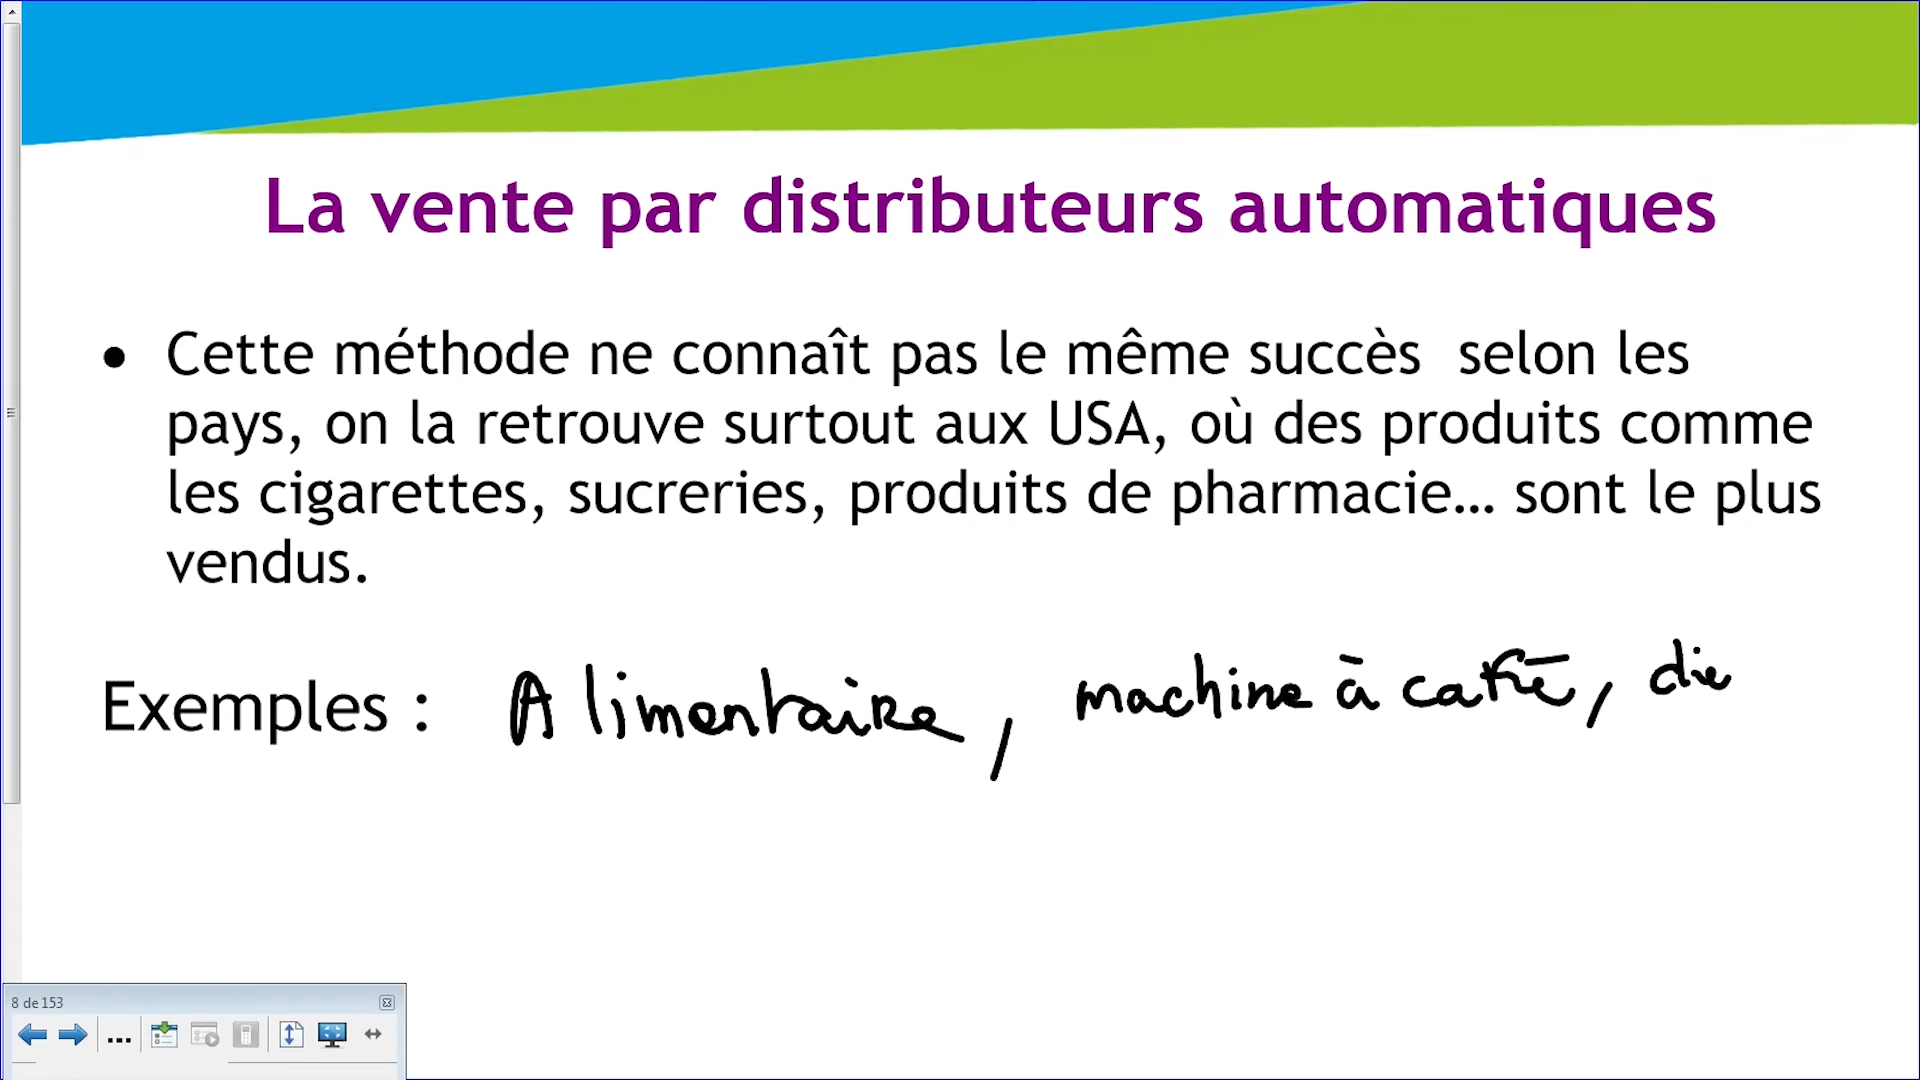 La vente par distributeurs automatiques
• Cette méthode ne connaît pas le même succès selon les
pays, on la retrouve surtout aux USA, où des produits comme
les cigarettes, sucreries, produits de pharmacie… sont le plus
vendus.
Exemples : Alimentaire, machine à café, die
8 de 153